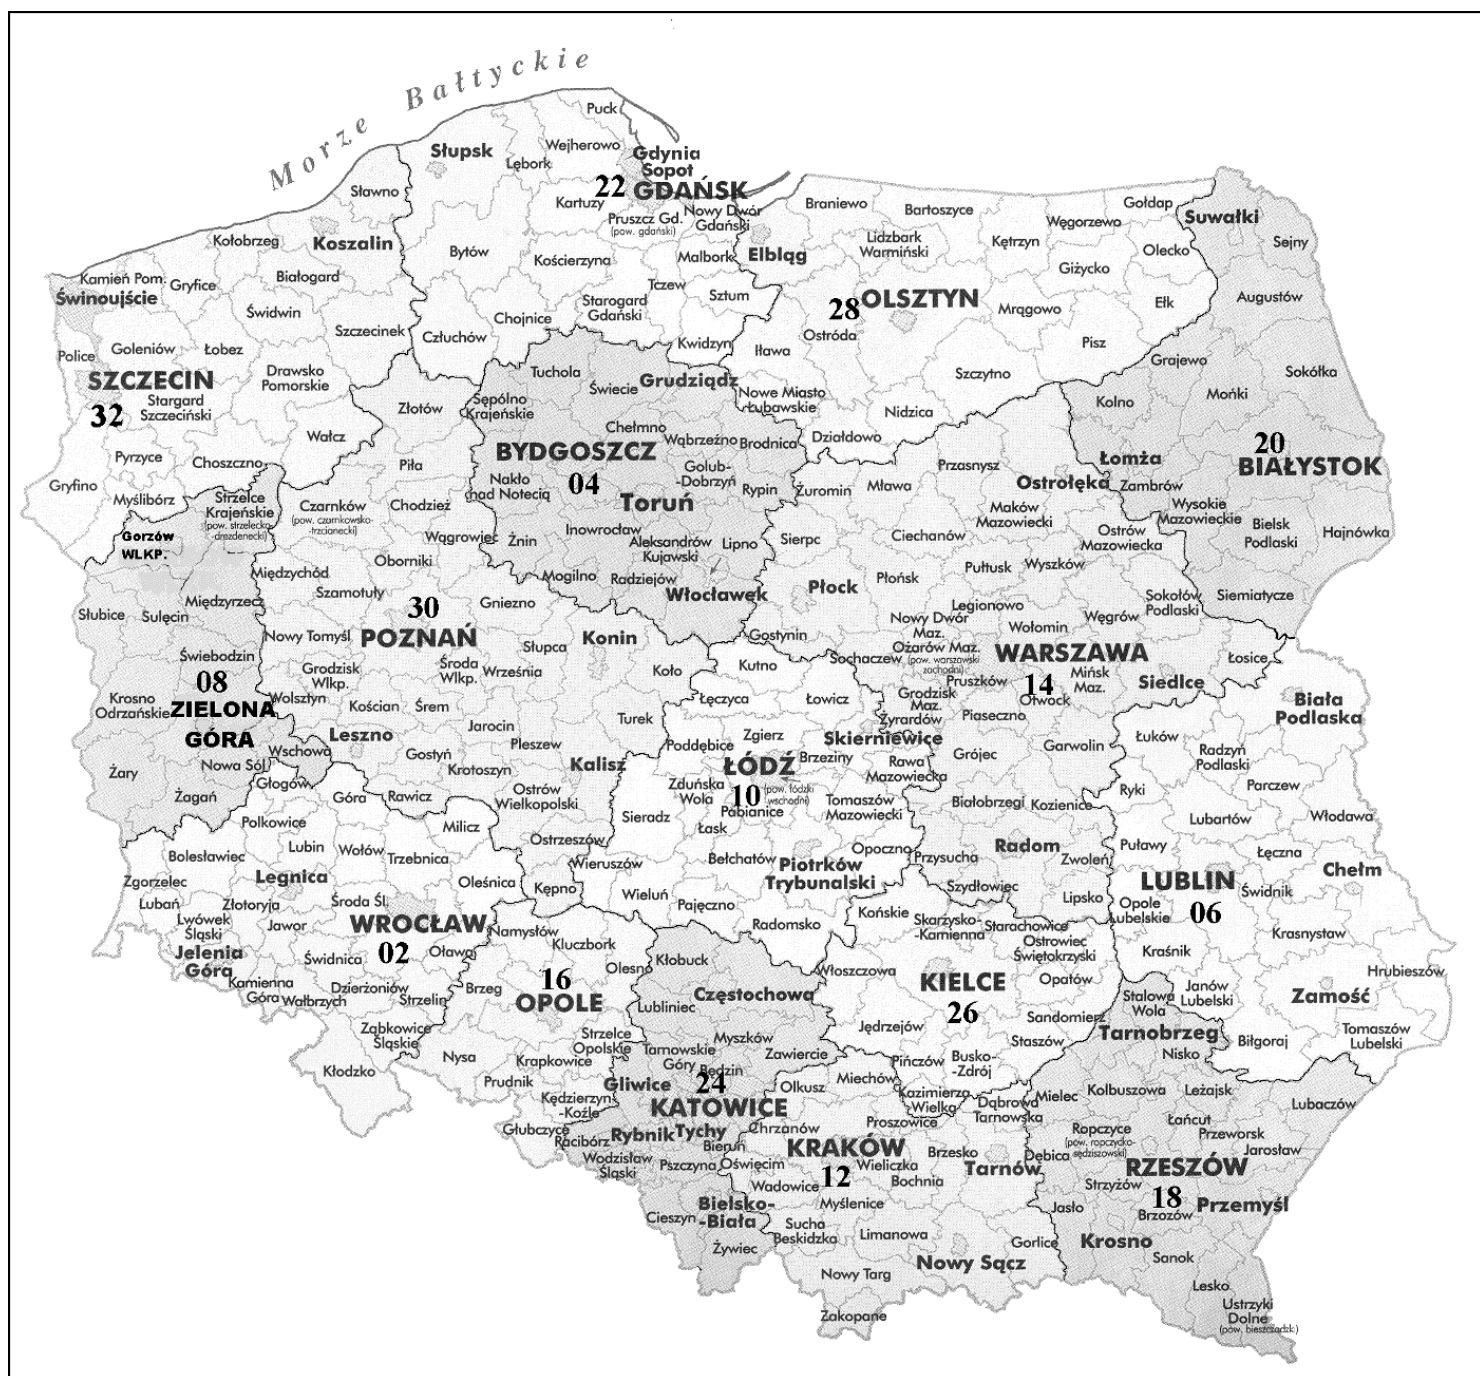 Morze Bałtyckie
Puck
Słupsk
Wejherowo
Lębork
Gdynia
Sopot
22 GDAŃSK
Sławno
Kartuzy
Pruszcz Gd.
(pow. gdański)
Nowy Dwór
Gdański
Koszalin
Kołobrzeg
Bytów
Kościerzyna
Malbork
Elbląg
Braniewo
Bartoszyce
Lidzbark
Warmiński
Kętrzyn
Węgorzewo
Gołdap
Suwałki
Sejny
Olecko
Giżycko
Kamień Pom.
Świnoujście
Gryfice
Białogard
Świdwin
Szczecinek
Tczew
Sztum
Starogard
Gdański
Chojnice
Człuchów
Kwidzyn
28 OLSZTYN
Ostróda
Iława
Mrągowo
Ełk
Pisz
Augustów
Police
Goleniów
Łobez
SZCZECIN
32
Stargard
Szczeciński
Drawsko
Pomorskie
Złotów
Wałcz
Tuchola
Świecie
Grudziądz
Sępólno
Krajeńskie
Nowe Miasto
Lubawskie
Szczytno
Nidzica
Działdowo
Grajewo
Sokółka
Mońki
Kolno
20
BIAŁYSTOK
Łomża
Zambrów
Wysokie
Mazowieckie
Bielsk
Podlaski
Hajnówka
Siemiatycze
Pyrzyce
Choszczno
Gryfino
Myślibórz
Strzelce
Krajeńskie
(pow. strzelecko
-drezdenecki)
Gorzów
WLKP.
Piła
Czarnków
(pow. czarnkowsko-
-trzcianecki)
Chodzież
Wągrowiec
Oborniki
Chełmno
Wąbrzeźno
Brodnica
BYDGOSZCZ
04
Nakło
nad Notecią
Golub-
-Dobrzyń
Rypin
Toruń
Żnin
Inowrocław
Aleksandrów
Kujawski
Lipno
Mogilno
Radziejów
Włocławek
Żuromin
Mława
Przasnysz
Ostrołęka
Maków
Mazowiecki
Ostrów
Mazowiecka
Sierpc
Ciechanów
Pułtusk
Wyszków
Płock
Płońsk
Legionowo
Nowy Dwór
Maz.
Wołomin
Węgrów
Sokołów
Podlaski
Gostynin
Sochaczew
Ożarów Maz.
(pow. warszawski
zachodni)
WARSZAWA
14
Pruszków
Mińsk
Maz.
Otwock
Siedlce
Łosice
Grodzisk
Maz.
Żyrardów
Piaseczno
Grójec
Garwolin
Białobrzegi
Kozienice
Radom
Zwoleń
Przysucha
Szydłowiec
Lipsko
Słubice
Sulęcin
Międzyrzecz
Świebodzin
08
ZIELONA
GÓRA
Krosno
Odrzańskie
Nowa Sól
Wschowa
Żary
Żagań
Międzychód
Szamotuły
30
POZNAŃ
Gniezno
Nowy Tomyśl
Słupca
Konin
Grodzisk
Wlkp.
Środa
Wlkp.
Września
Koło
Wolsztyn
Kościan
Śrem
Turek
Leszno
Jarocin
Gostyń
Pleszew
Krotoszyn
Kalisz
Rawicz
Ostrów
Wielkopolski
Ostrzeszów
Kępno
Kutno
Łęczyca
Łowicz
Zgierz
Skierniewice
Poddębice
ŁÓDŹ
10
(pow. łódzki
wschodni)
Brzeziny
Rawa
Mazowiecka
Zduńska
Wola
Pabianice
Sieradz
Łask
Tomaszów
Mazowiecki
Bełchatów
Opoczno
Piotrków
Trybunalski
Wieruszów
Wieluń
Pajęczno
Radomsko
Biała
Podlaska
Łuków
Radzyń
Podlaski
Ryki
Parczew
Lubartów
Włodawa
Puławy
Łęczna
LUBLIN
06
Chełm
Świdnik
Opole
Lubelskie
Krasnystaw
Kraśnik
Janów
Lubelski
Zamość
Hrubieszów
Biłgoraj
Tomaszów
Lubelski
Głogów
Góra
Polkowice
Milicz
Lubin
Wołów
Trzebnica
Bolesławiec
Zgorzelec
Lubań
Legnica
Oleśnica
Złotoryja
Środa Śl.
Lwówek
Śląski
Jawor
WROCŁAW
02
Oława
Jelenia
Góra
Świdnica
Kamienna
Góra
Wałbrzych
Dzierżoniów
Strzelin
Ząbkowice
Śląskie
Kłodzko
Namysłów
Kluczbork
Olesno
Brzeg
16
OPOLE
Strzelce
Opolskie
Nysa
Krapkowice
Prudnik
Kędzierzyn
-Koźle
Głubczyce
Kłobuck
Częstochowa
Lubliniec
Myszków
Zawiercie
Tarnowskie
Góry
Będzin
Gliwice
24
KATOWICE
Rybnik
Tychy
Racibórz
Wodzisław
Śląski
Bieruń
Pszczyna
Bielsko-
-Biała
Cieszyn
Żywiec
Końskie
Skarżysko-
-Kamienna
Starachowice
Ostrowiec
Świętokrzyski
Włoszczowa
KIELCE
26
Opatów
Jędrzejów
Sandomierz
Staszów
Pińczów
Busko-
-Zdrój
Kazimierza
Wielka
Olkusz
Miechów
Dąbrowa
Tarnowska
Chrzanów
Proszowice
KRAKÓW
12
Oświęcim
Wieliczka
Brzesko
Tarnów
Bochnia
Wadowice
Myślenice
Sucha
Beskidzka
Limanowa
Gorlice
Nowy Sącz
Nowy Targ
Zakopane
Stalowa
Wola
Tarnobrzeg
Nisko
Mielec
Kolbuszowa
Leżajsk
Lubaczów
Ropczyce
(pow. ropczycko-
-sędziszowski)
Łańcut
Przeworsk
Jarosław
Dębica
RZESZÓW
18
Strzyżów
Przemyśl
Jasło
Brzozów
Krosno
Sanok
Lesko
Ustrzyki
Dolne
(pow. bieszczadzki)